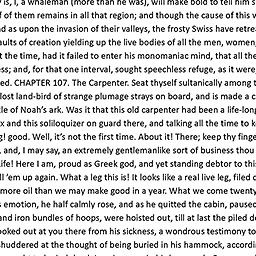 y is, I, a whaleman (more than he was), will make bold to tell him s
f of them remains in all that region; and though the cause of this v
d as upon the invasion of their valleys, the frosty Swiss have retrea
aults of creation yielding up the live bodies of all the men, women,
t the time, had it failed to enter his monomaniac mind, that all the
ess; and, for that one interval, sought speechless refuge, as it were,
ed. CHAPTER 107. The Carpenter. Seat thyself sultanically among t
lost land-bird of strange plumage strays on board, and is made a c
tle of Noah's ark. Was it that this old carpenter had been a life-long
x and this soliloquizer on guard there, and talking all the time to k
g! good. Well, it's not the first time. About it! There; keep thy finge
, and, I may say, an extremely gentlemanlike sort of business thou
Life! Here I am, proud as Greek god, and yet standing debtor to this
ll 'em up again. What a leg this is! It looks like a real live leg, filed d
more oil than we may make good in a year. What we come twenty
s emotion, he half calmly rose, and as he quitted the cabin, paused
and iron bundles of hoops, were hoisted out, till at last the piled de
ooked out at you there from his sickness, a wondrous testimony to
shuddered at the thought of being buried in his hammock, accordi